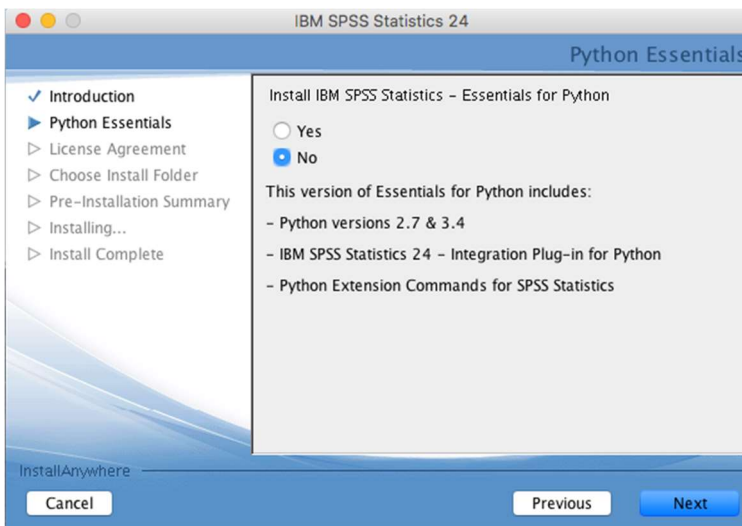 IBM SPSS Statistics 24
Python Essentials
Introduction
Python Essentials
License Agreement
Choose Install Folder
Pre-Installation Summary
Installing...
Install Complete
Install IBM SPSS Statistics – Essentials for Python
Yes
No
This version of Essentials for Python includes:
– Python versions 2.7 & 3.4
– IBM SPSS Statistics 24 – Integration Plug-in for Python
– Python Extension Commands for SPSS Statistics
InstallAnywhere
Cancel
Previous
Next